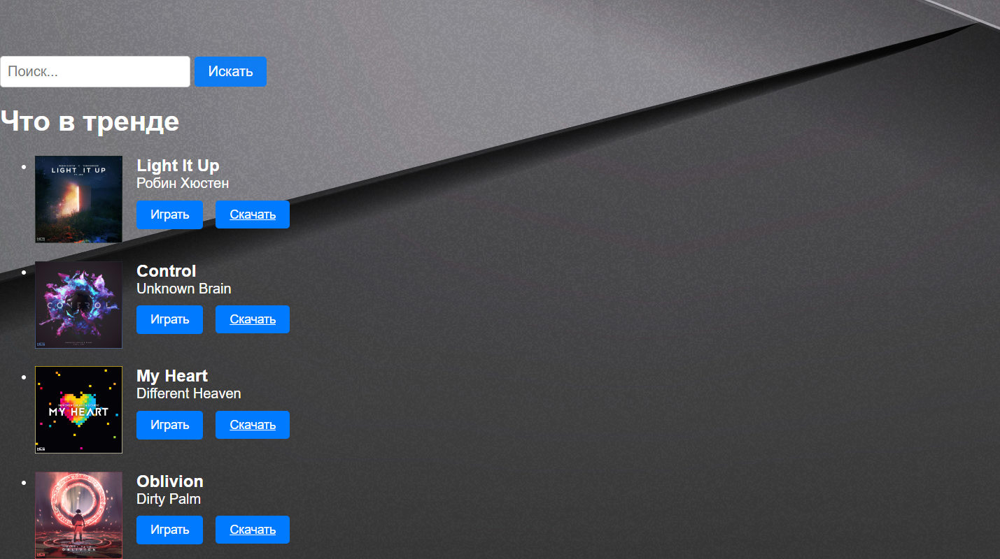 Поиск...
Искать
Что в тренде
LIGHT IT UP
Light It Up
Робин Хюстен
Играть
Скачать
CONTROL
Control
Unknown Brain
Играть
Скачать
MY HEART
My Heart
Different Heaven
Играть
Скачать
OBLIVION
Oblivion
Dirty Palm
Играть
Скачать